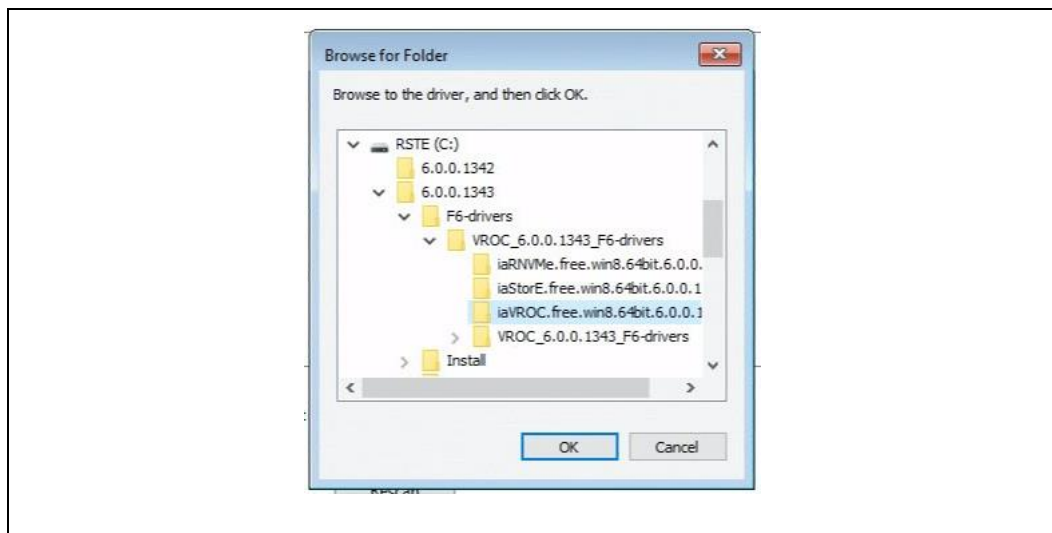 Browse for Folder
Browse to the driver, and then click OK.
RSTE (C:)
6.0.0.1342
6.0.0.1343
F6-drivers
VROC_6.0.0.1343_F6-drivers
iaRNVMe.free.win8.64bit.6.0.0.
iaStorE.free.win8.64bit.6.0.0.1
iaVROC.free.win8.64bit.6.0.0.1
VROC_6.0.0.1343_F6-drivers
Install
OK Cancel
Rescan